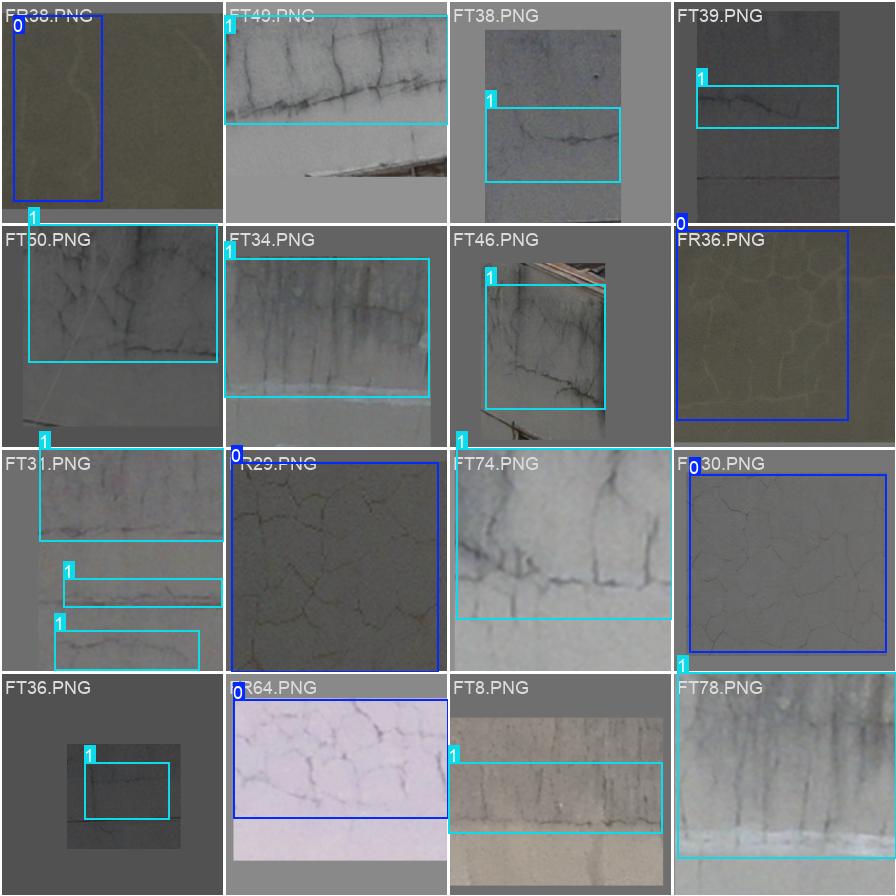 FR38.PNG
0
FT49.PNG
1
FT38.PNG
1
FT39.PNG
1
FT50.PNG
1
FT34.PNG
1
FT46.PNG
1
FR36.PNG
0
FT31.PNG
1
1
1
FR29.PNG
0
FT74.PNG
1
30.PNG
0
FT36.PNG
1
R64.PNG
0
FT8.PNG
1
FT78.PNG
1